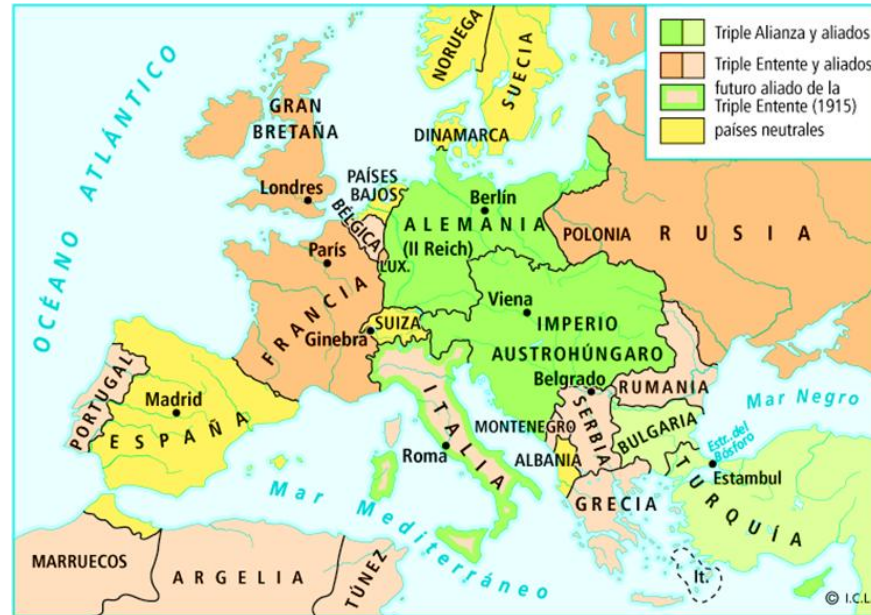 Triple Alianza y aliados
Triple Entente y aliados
futuro aliado de la
Triple Entente (1915)
países neutrales
OCÉANO ATLÁNTICO
NORUEGA
SUECIA
GRAN
BRETAÑA
DINAMARCA
Londres
PAÍSES
BAJOS
BÉLGICA
Berlín
ALEMANIA
(II Reich)
POLONIA
RUSIA
París
LUX.
FRANCIA
Viena
IMPERIO
AUSTROHÚNGARO
Ginebra
SUIZA
Belgrado
RUMANIA
Mar Negro
PORTUGAL
Madrid
ESPAÑA
ITALIA
Roma
MONTENEGRO
SERBIA
BULGARIA
Estr. del
Bósforo
Estambul
ALBANIA
TURQUÍA
GRECIA
Mar Mediterráneo
MARRUECOS
ARGELIA
TÚNEZ
It.
© I.C.L.